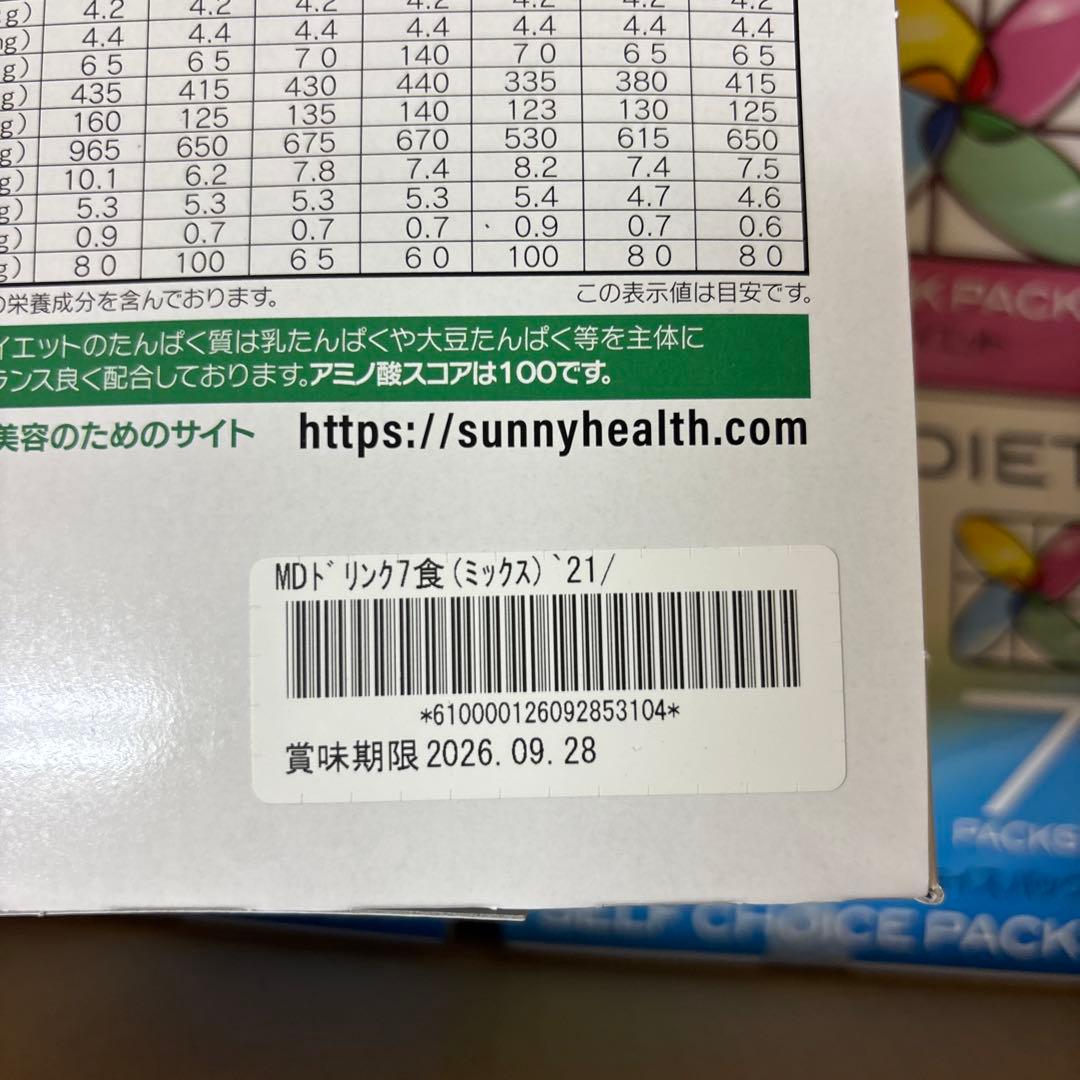 g) 4.2 4.2 4.2 4.2 4.2 4.2 4.2
g) 4.4 4.4 4.4 4.4 4.4 4.4 4.4
g) 65 65 70 140 70 65 65
g) 435 415 430 440 335 380 415
g) 160 125 135 140 123 130 125
g) 965 650 675 670 530 615 650
g) 10.1 6.2 7.8 7.4 8.2 7.4 7.5
g) 5.3 5.3 5.3 5.3 5.4 4.7 4.6
g) 0.9 0.7 0.7 0.7 0.9 0.7 0.6
g) 80 100 65 60 100 80 80
の栄養成分を含んでおります。 この表示値は目安です。
イエットのたんぱく質は乳たんぱくや大豆たんぱく等を主体に
ランス良く配合しております。アミノ酸スコアは100です。
美容のためのサイト https://sunnyhealth.com
MDドリンク7食(ミックス)`21/
*610000126092853104*
賞味期限2026.09.28
K PACK
DIET
7
PACKS
SELF CHOICE PACK